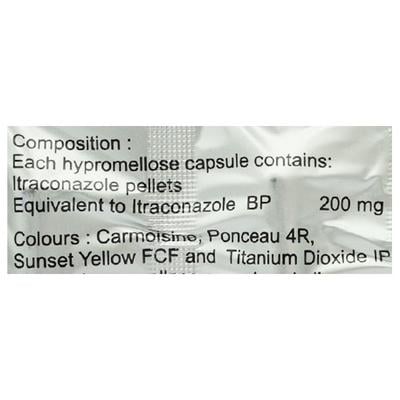 Composition :
Each hypromellose capsule contains:
Itraconazole pellets
Equivalent to Itraconazole BP 200 mg
Colours : Carmoisine, Ponceau 4R,
Sunset Yellow FCF and Titanium Dioxide IP